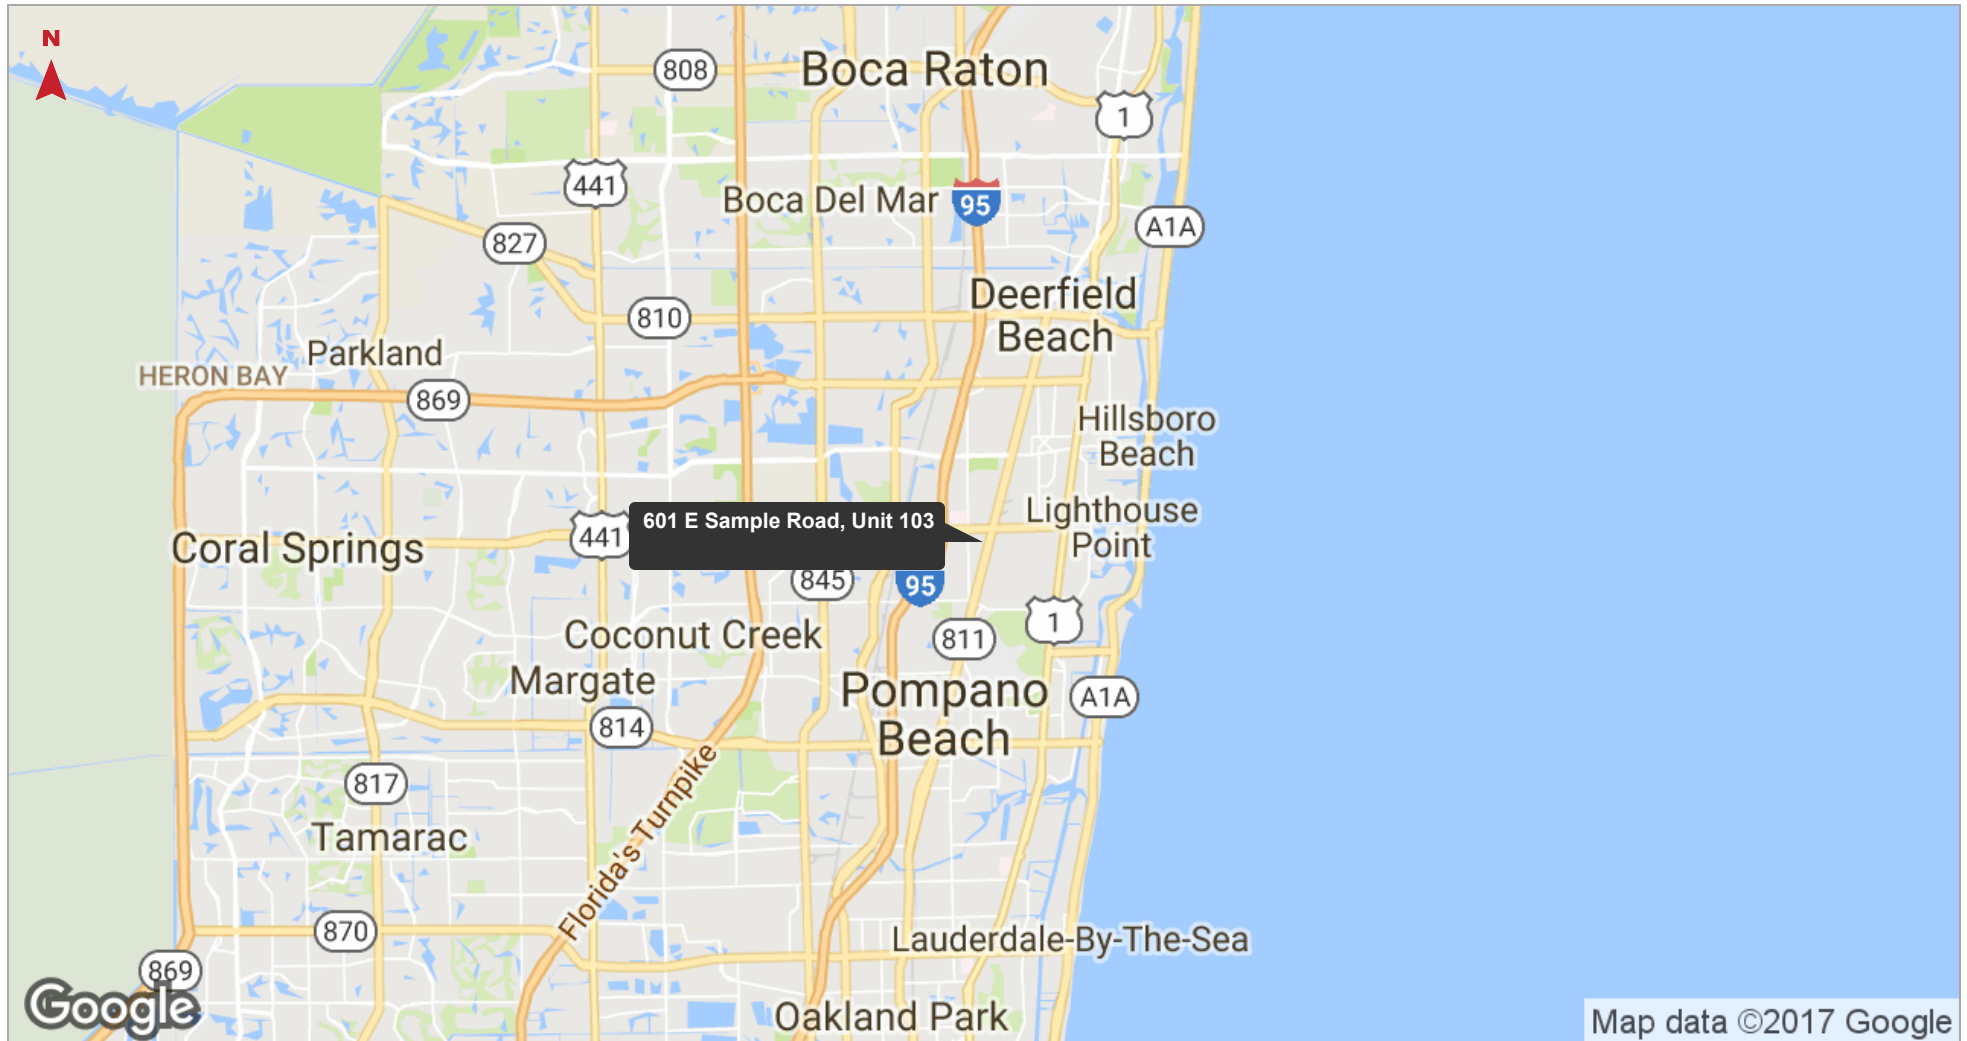 N
808
Boca Raton
1
441
Boca Del Mar
95
A1A
827
Deerfield
Beach
810
Parkland
HERON BAY
869
Hillsboro
Beach
601 E Sample Road, Unit 103
Lighthouse
Point
441
Coral Springs
845
95
1
811
Coconut Creek
Margate
Pompano
Beach
A1A
814
Florida's Turnpike
817
Tamarac
870
Lauderdale-By-The-Sea
869
Google
Oakland Park
Map data ©2017 Google